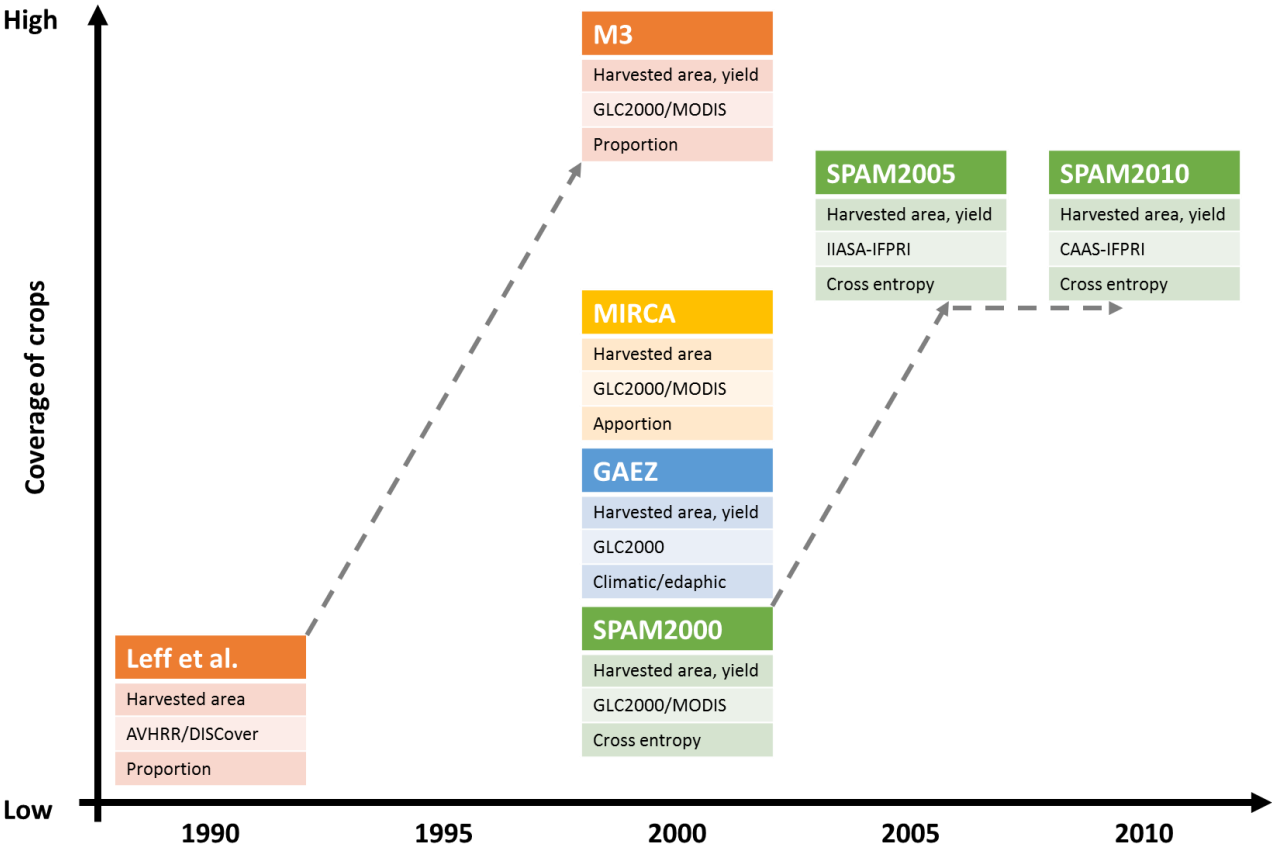 High
M3
Harvested area, yield
GLC2000/MODIS
Proportion
SPAM2005
Harvested area, yield
IIASA-IFPRI
Cross entropy
SPAM2010
Harvested area, yield
CAAS-IFPRI
Cross entropy
Coverage of crops
MIRCA
Harvested area
GLC2000/MODIS
Apportion
GAEZ
Harvested area, yield
GLC2000
Climatic/edaphic
SPAM2000
Harvested area, yield
GLC2000/MODIS
Cross entropy
Leff et al.
Harvested area
AVHRR/DISCover
Proportion
Low
1990
1995
2000
2005
2010